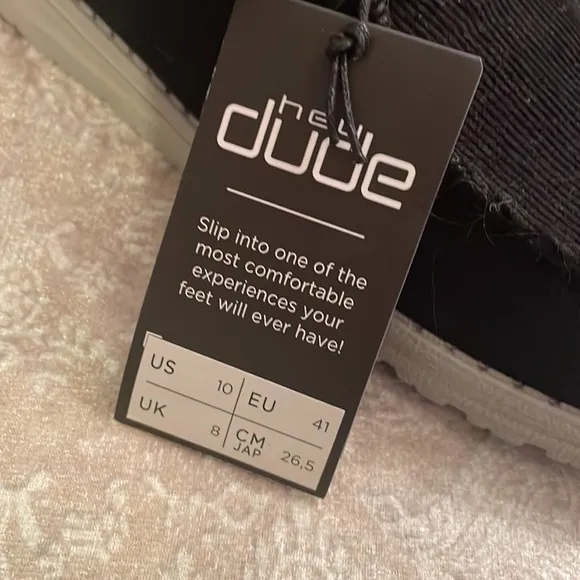 hey
dude
Slip into one of the
most comfortable
experiences your
feet will ever have!
US 10 EU 41
UK 8 CM JAP 26,5